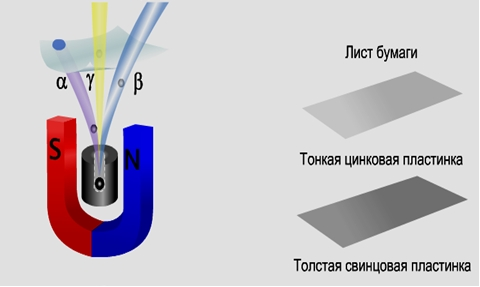 Лист бумаги
α γ β
S N
Тонкая цинковая пластинка
Толстая свинцовая пластинка